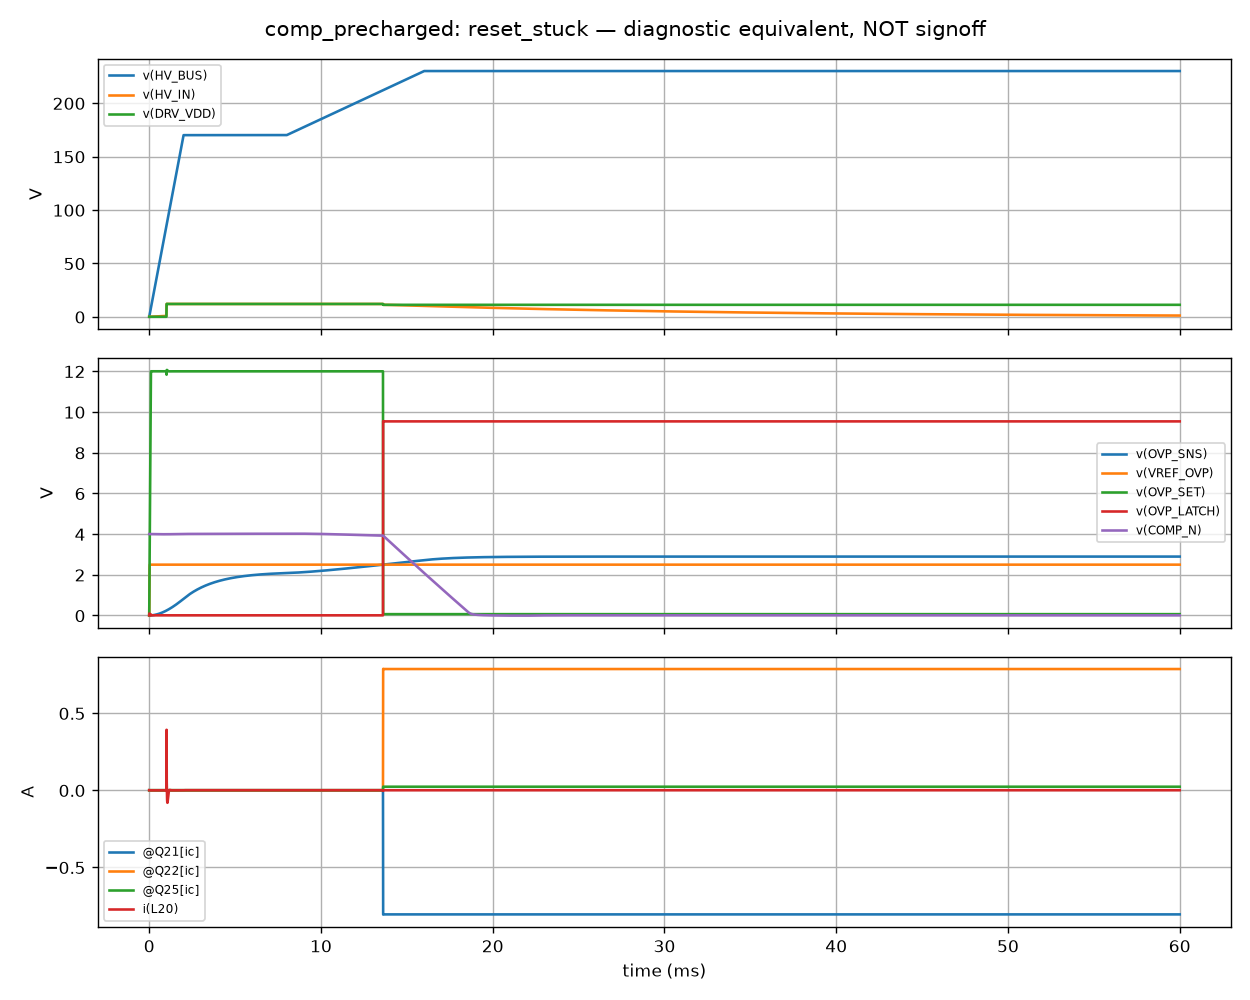 comp_precharged: reset_stuck — diagnostic equivalent, NOT signoff
v(HV_BUS)
v(HV_IN)
v(DRV_VDD)
200
150
100
50
0
V
12
10
8
6
4
2
0
V
v(OVP_SNS)
v(VREF_OVP)
v(OVP_SET)
v(OVP_LATCH)
v(COMP_N)
0.5
0.0
−0.5
A
@Q21[ic]
@Q22[ic]
@Q25[ic]
i(L20)
0 10 20 30 40 50 60
time (ms)